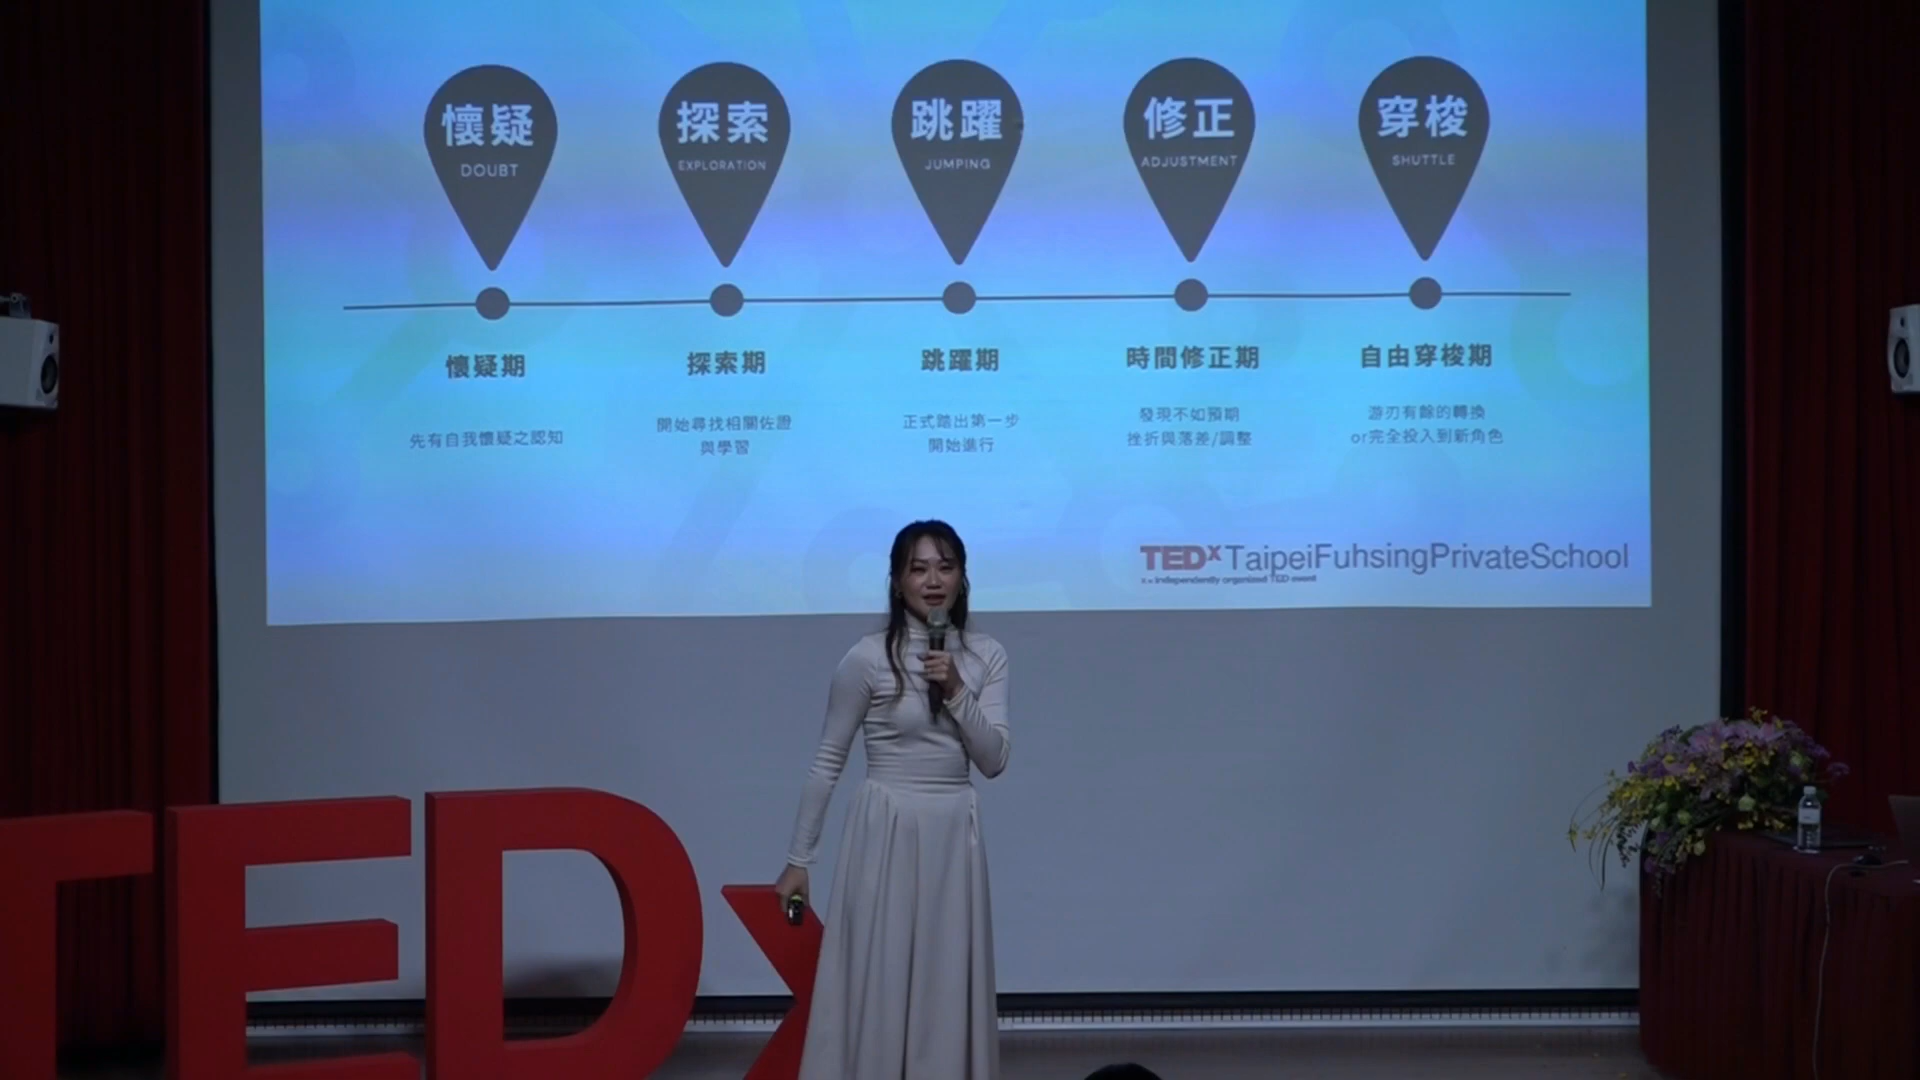 懷疑
DOUBT
探索
EXPLORATION
跳躍
JUMPING
修正
ADJUSTMENT
穿梭
SHUTTLE
懷疑期
先有自我懷疑之認知
探索期
開始尋找相關佐證
與學習
跳躍期
正式踏出第一步
開始進行
時間修正期
發現不如預期
挫折與落差/調整
自由穿梭期
游刃有餘的轉換
or完全投入到新角色
TEDxTaipeiFuhsingPrivateSchool
x = independently organized TED event
TEDx